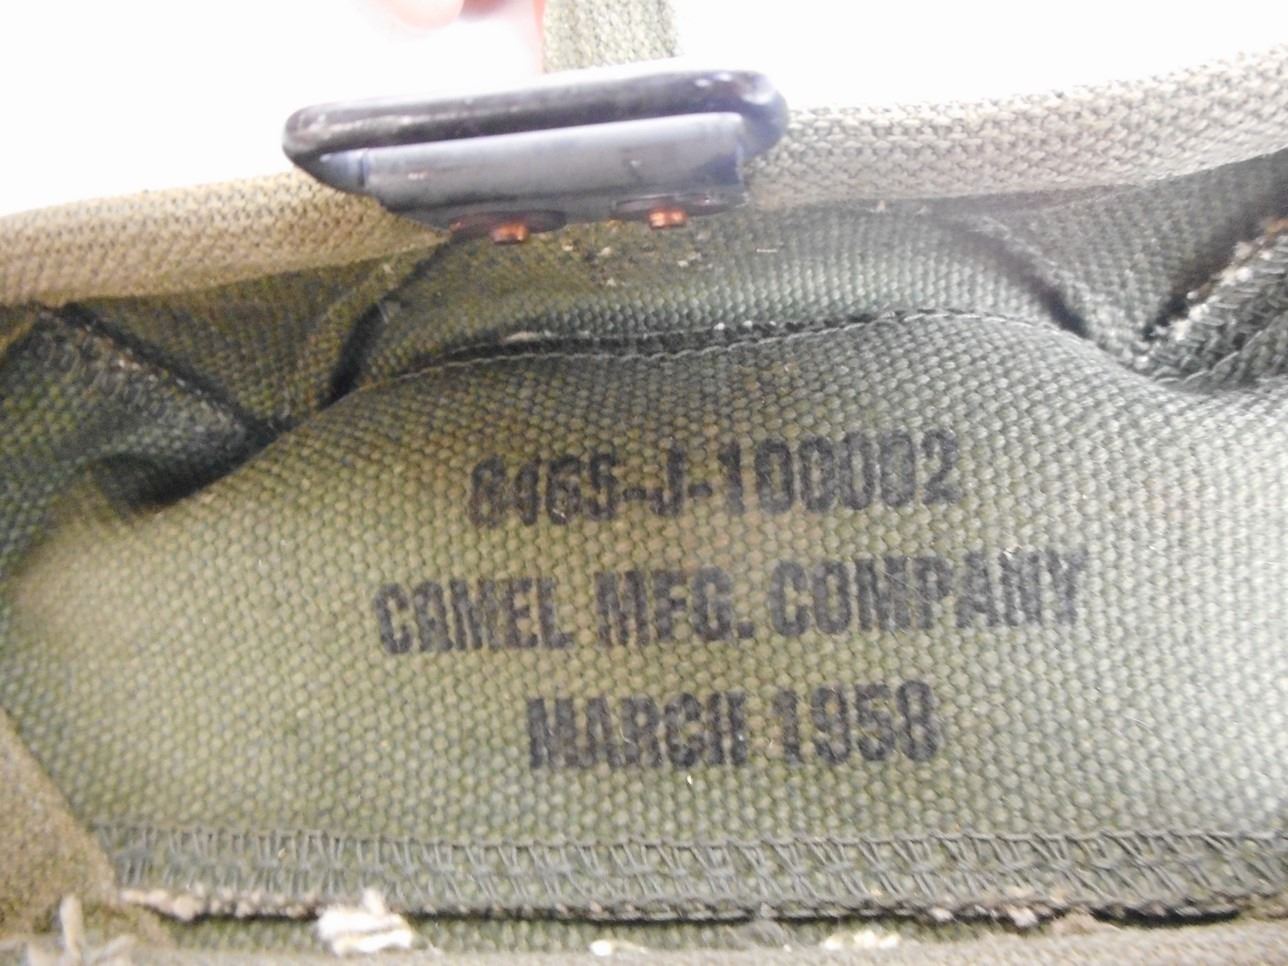 8465-J-100002
CAMEL MFG. COMPANY
MARCH 1958